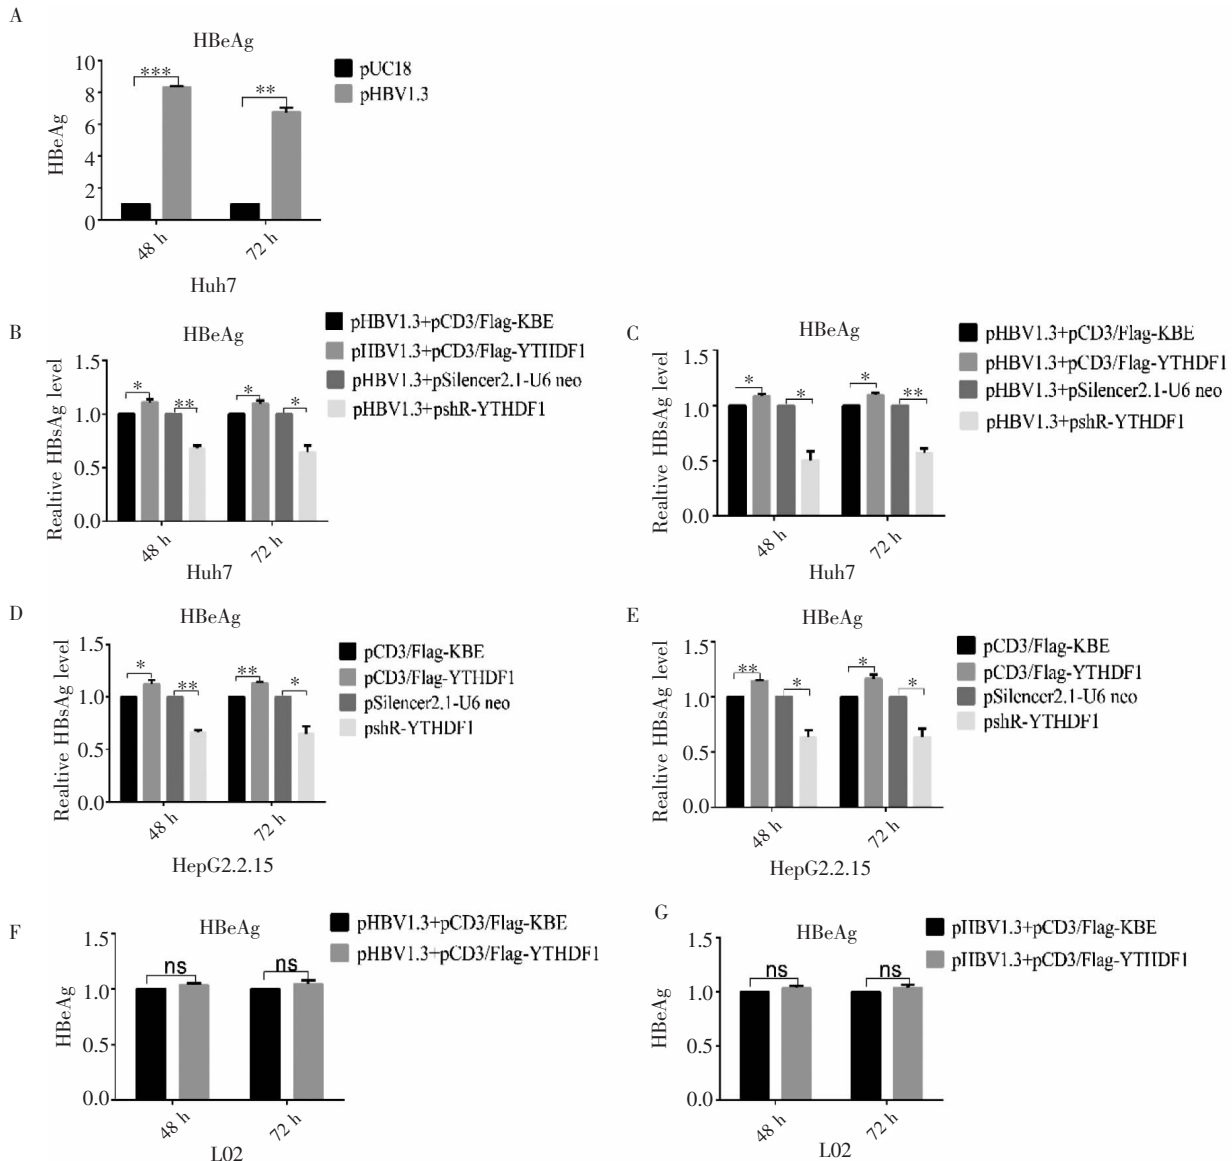 A
HBeAg
10
8
6
4
2
0
HBeAg
***
**
pUC18
pHBV1.3
48 h
72 h
Huh7
B
HBeAg
1.5
1.0
0.5
0.0
Realtive HBsAg level
*
**
*
*
pHBV1.3+pCD3/Flag-KBE
pHBV1.3+pCD3/Flag-YTHDF1
pHBV1.3+pSilencer2.1-U6 neo
pHBV1.3+pshR-YTHDF1
48 h
72 h
Huh7
C
HBeAg
1.5
1.0
0.5
0.0
Realtive HBsAg level
*
*
*
**
pHBV1.3+pCD3/Flag-KBE
pHBV1.3+pCD3/Flag-YTHDF1
pHBV1.3+pSilencer2.1-U6 neo
pHBV1.3+pshR-YTHDF1
48 h
72 h
Huh7
D
HBeAg
1.5
1.0
0.5
0.0
Realtive HBsAg level
*
**
**
*
pCD3/Flag-KBE
pCD3/Flag-YTHDF1
pSilencer2.1-U6 neo
pshR-YTHDF1
48 h
72 h
HepG2.2.15
E
HBeAg
1.5
1.0
0.5
0.0
Realtive HBsAg level
**
*
*
*
pCD3/Flag-KBE
pCD3/Flag-YTHDF1
pSilencer2.1-U6 neo
pshR-YTHDF1
48 h
72 h
HepG2.2.15
F
HBeAg
1.5
1.0
0.5
0.0
HBeAg
ns
ns
pHBV1.3+pCD3/Flag-KBE
pHBV1.3+pCD3/Flag-YTHDF1
48 h
72 h
L02
G
HBeAg
1.5
1.0
0.5
0.0
HBeAg
ns
ns
pHBV1.3+pCD3/Flag-KBE
pHBV1.3+pCD3/Flag-YTHDF1
48 h
72 h
L02